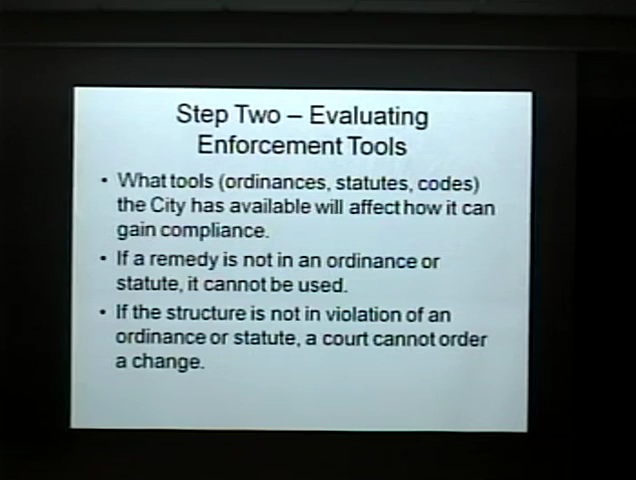 Step Two – Evaluating
Enforcement Tools
• What tools (ordinances, statutes, codes)
the City has available will affect how it can
gain compliance.
• If a remedy is not in an ordinance or
statute, it cannot be used.
• If the structure is not in violation of an
ordinance or statute, a court cannot order
a change.